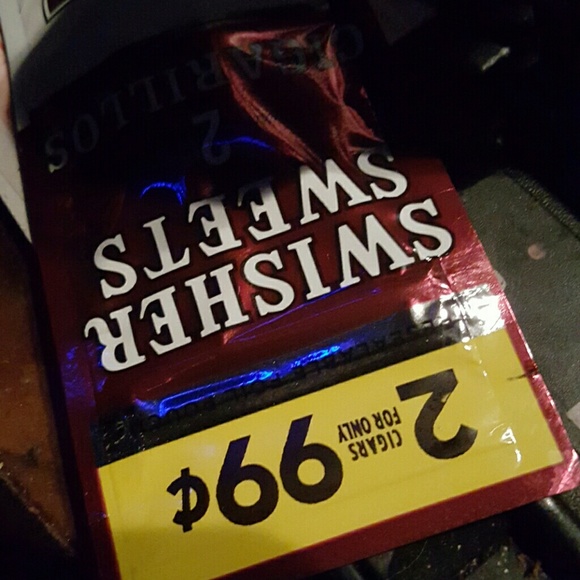 2 CIGARS FOR ONLY 99¢
SWISHER
SWEETS
2
CIGARILLOS